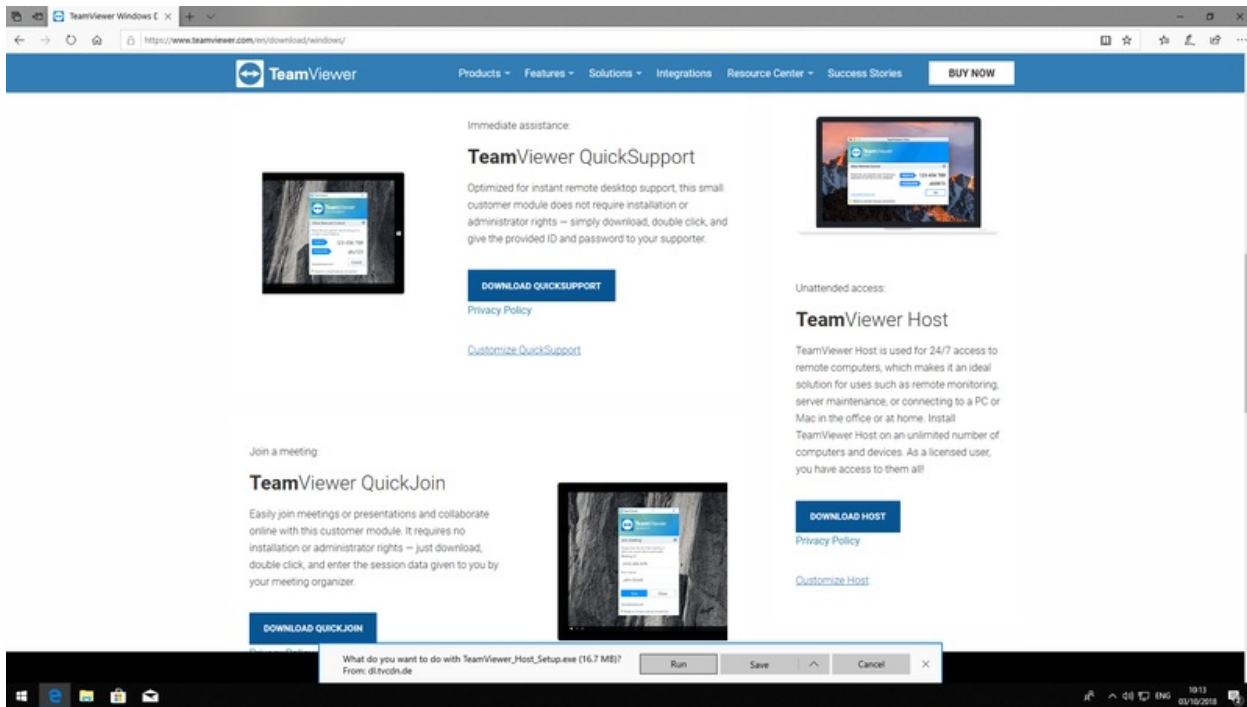 TeamViewer Windows D
https://www.teamviewer.com/en/download/windows/
TeamViewer
Products
Features
Solutions
Integrations
Resource Center
Success Stories
BUY NOW
Immediate assistance:
TeamViewer QuickSupport
Optimized for instant remote desktop support, this small
customer module does not require installation or
administrator rights — simply download, double click, and
give the provided ID and password to your supporter.
DOWNLOAD QUICKSUPPORT
Privacy Policy
Customize QuickSupport
123 456 789
abc123
123 456 789
Unattended access:
TeamViewer Host
TeamViewer Host is used for 24/7 access to
remote computers, which makes it an ideal
solution for uses such as remote monitoring,
server maintenance, or connecting to a PC or
Mac in the office or at home. Install
TeamViewer Host on an unlimited number of
computers and devices. As a licensed user,
you have access to them all!
DOWNLOAD HOST
Privacy Policy
Customize Host
Join a meeting:
TeamViewer QuickJoin
Easily join meetings or presentations and collaborate
online with this customer module. It requires no
installation or administrator rights — just download,
double click, and enter the session data given to you by
your meeting organizer.
DOWNLOAD QUICKJOIN
What do you want to do with TeamViewer_Host_Setup.exe (16.7 MB)?
From: dl.tvcdn.de
Run
Save
Cancel
ENG
10:13
03/10/2018